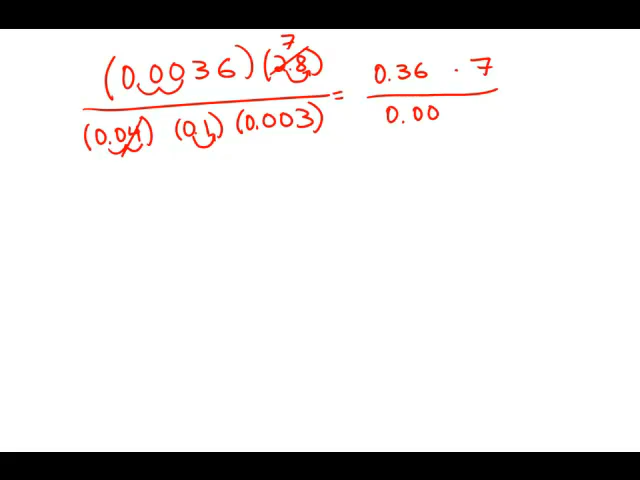 7
(0.0036) (2.8) = 0.36 · 7
(0.04) (0.1) (0.003) 0.00